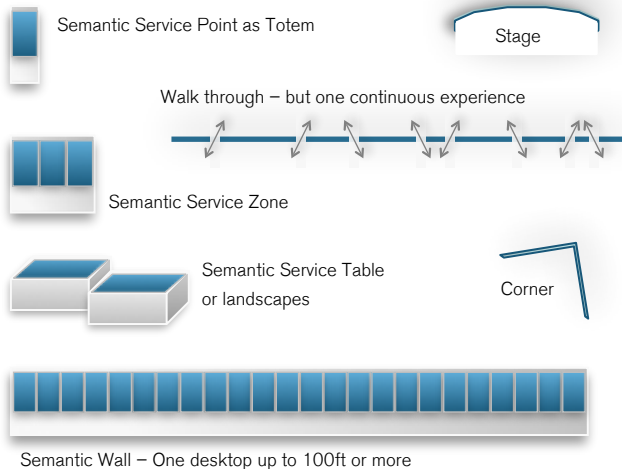 Semantic Service Point as Totem
Stage
Walk through – but one continuous experience
Semantic Service Zone
Semantic Service Table
or landscapes
Corner
Semantic Wall – One desktop up to 100ft or more